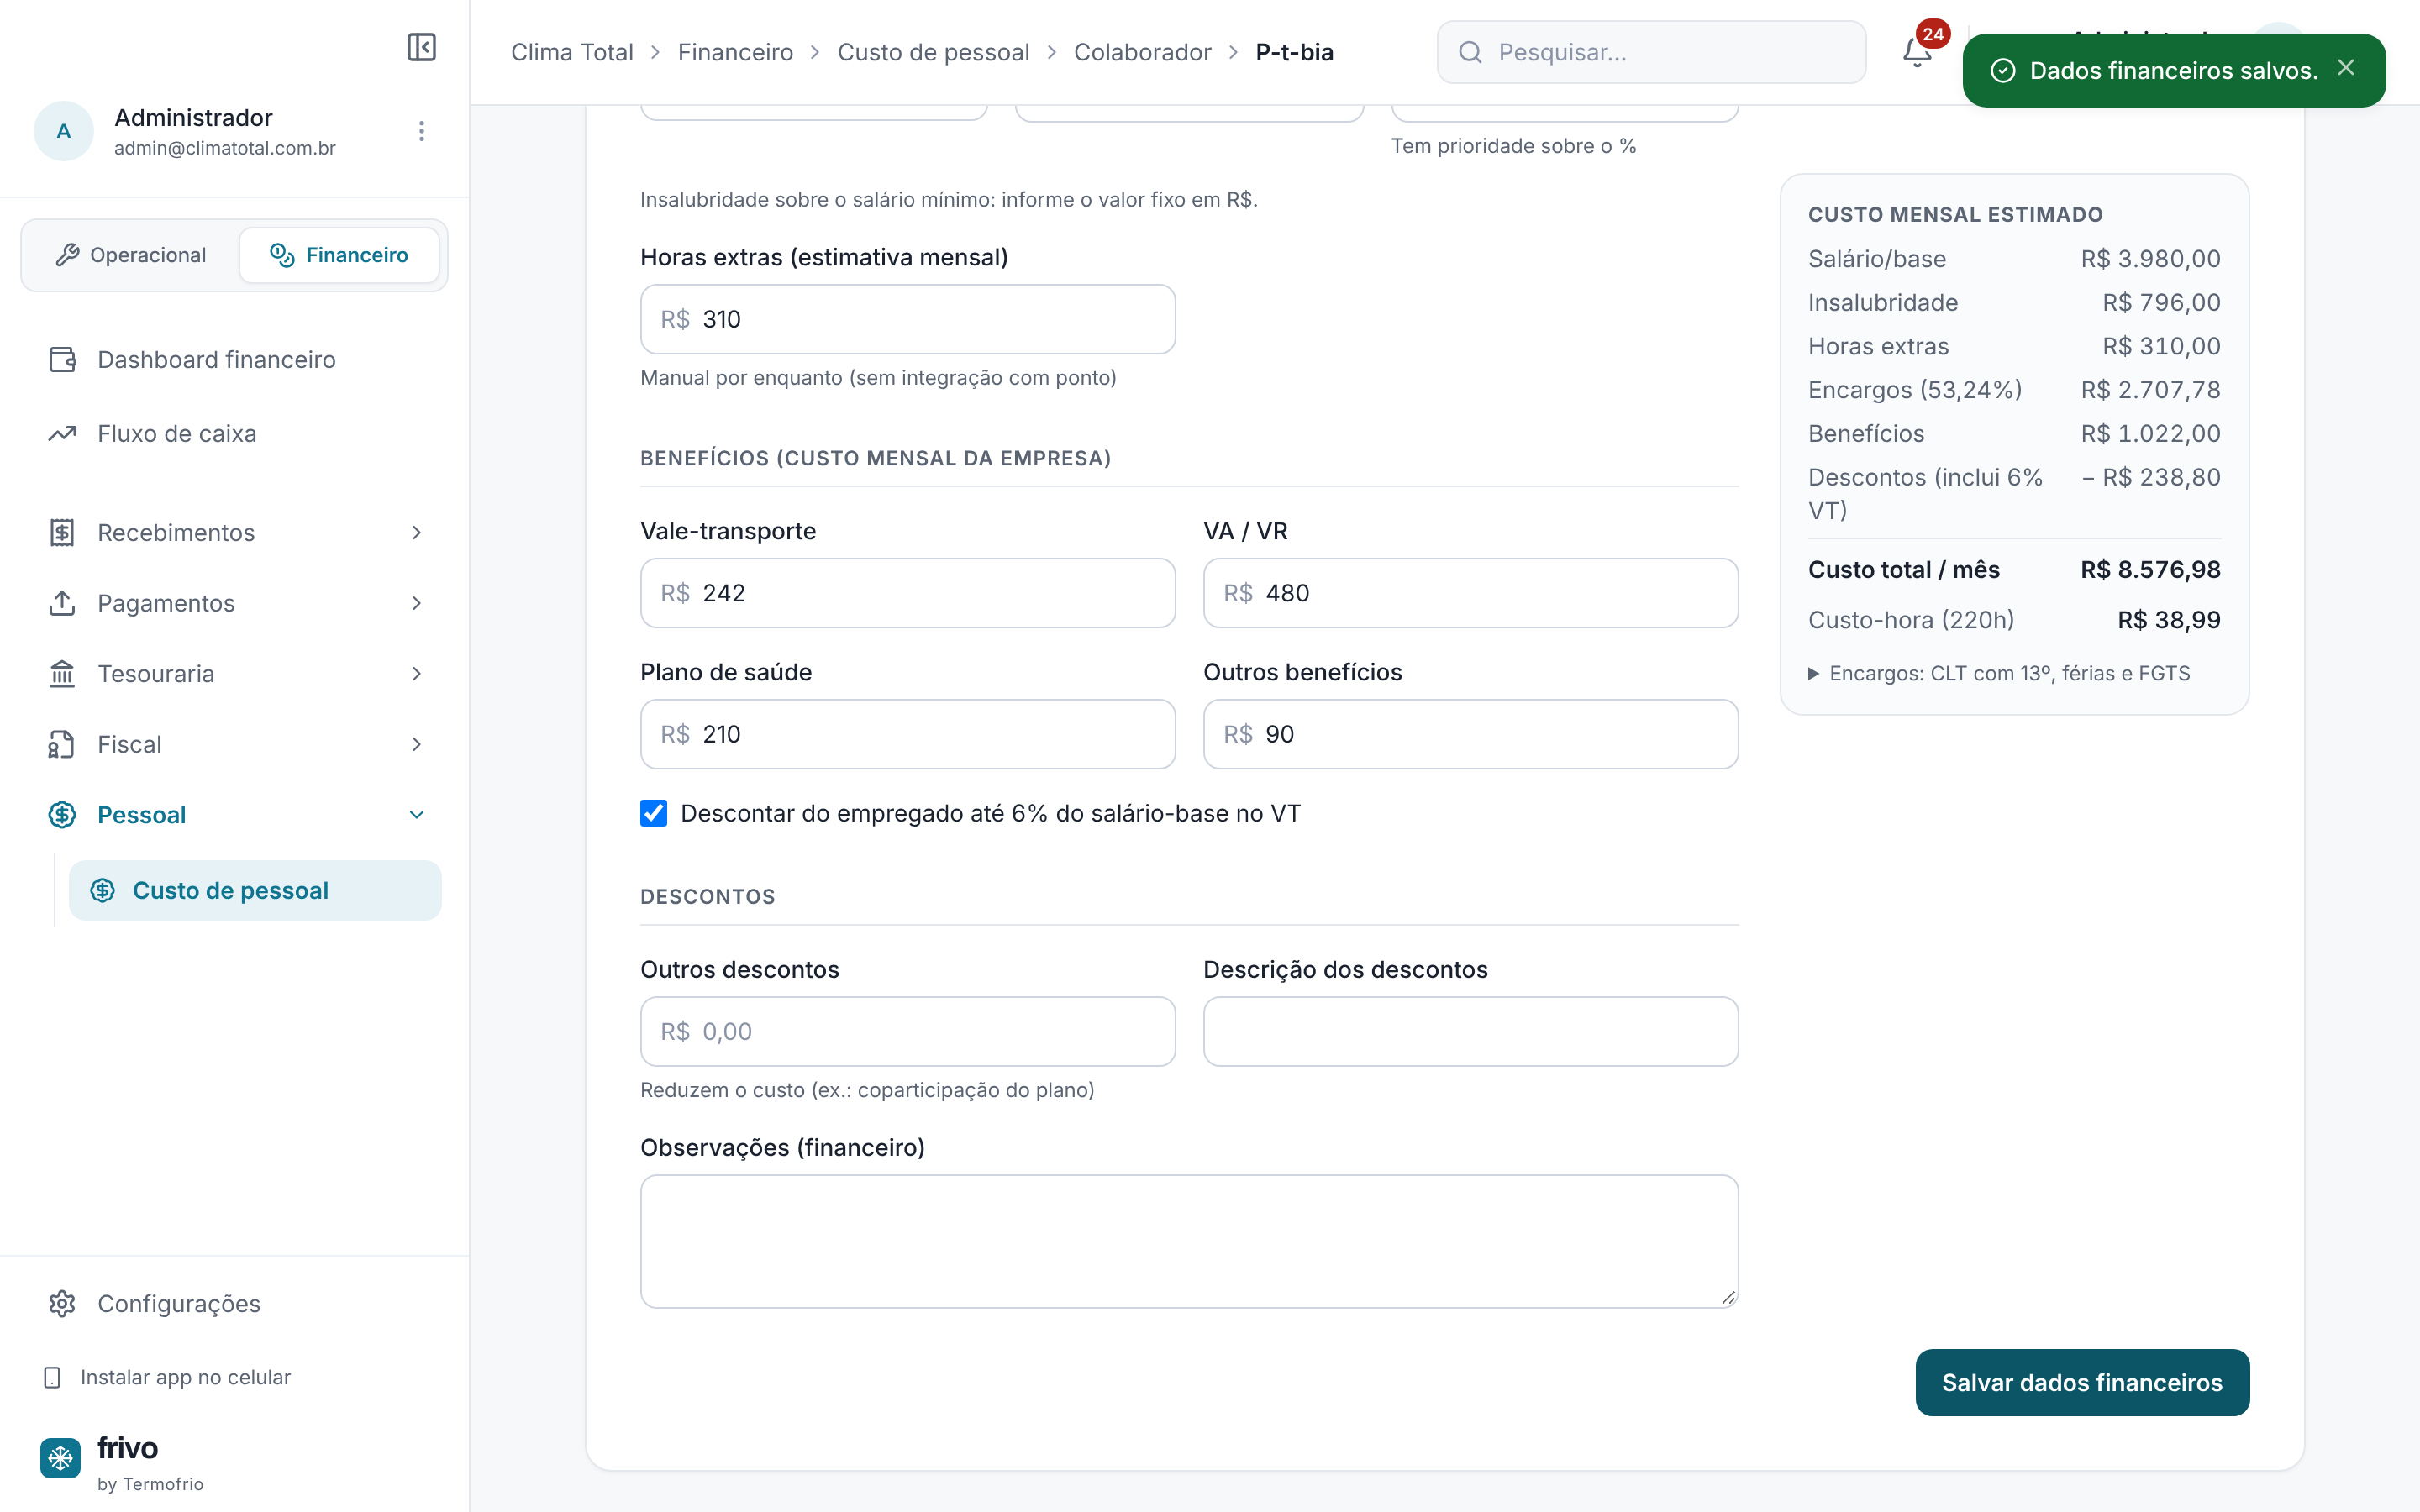 Clima Total > Financeiro > Custo de pessoal > Colaborador > P-t-bia
Pesquisar...
24
Dados financeiros salvos.
A
Administrador
admin@climatotal.com.br
Operacional
Financeiro
Dashboard financeiro
Fluxo de caixa
Recebimentos
Pagamentos
Tesouraria
Fiscal
Pessoal
Custo de pessoal
Configurações
Instalar app no celular
frivo
by Termofrio
Tem prioridade sobre o %
Insalubridade sobre o salário mínimo: informe o valor fixo em R$.
Horas extras (estimativa mensal)
R$ 310
Manual por enquanto (sem integração com ponto)
BENEFÍCIOS (CUSTO MENSAL DA EMPRESA)
Vale-transporte
R$ 242
VA / VR
R$ 480
Plano de saúde
R$ 210
Outros benefícios
R$ 90
Descontar do empregado até 6% do salário-base no VT
DESCONTOS
Outros descontos
R$ 0,00
Reduzem o custo (ex.: coparticipação do plano)
Descrição dos descontos
Observações (financeiro)
CUSTO MENSAL ESTIMADO
Salário/base R$ 3.980,00
Insalubridade R$ 796,00
Horas extras R$ 310,00
Encargos (53,24%) R$ 2.707,78
Benefícios R$ 1.022,00
Descontos (inclui 6% VT) – R$ 238,80
Custo total / mês R$ 8.576,98
Custo-hora (220h) R$ 38,99
Encargos: CLT com 13º, férias e FGTS
Salvar dados financeiros